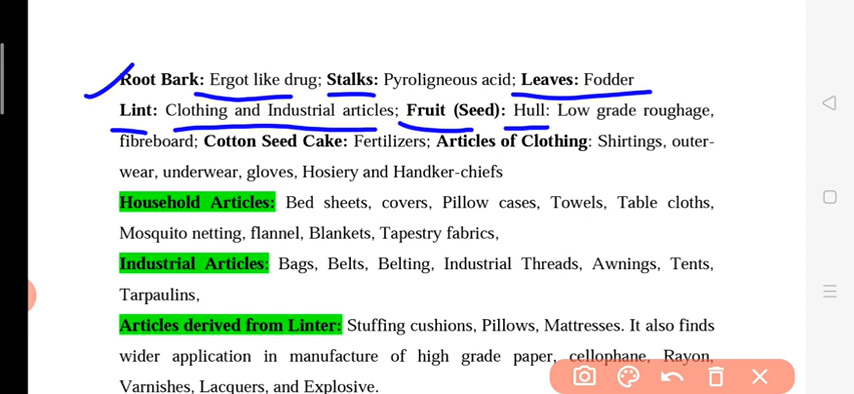 Root Bark: Ergot like drug; Stalks: Pyroligneous acid; Leaves: Fodder
Lint: Clothing and Industrial articles; Fruit (Seed): Hull: Low grade roughage,
fibreboard; Cotton Seed Cake: Fertilizers; Articles of Clothing: Shirtings, outer-
wear, underwear, gloves, Hosiery and Handker-chiefs
Household Articles: Bed sheets, covers, Pillow cases, Towels, Table cloths,
Mosquito netting, flannel, Blankets, Tapestry fabrics,
Industrial Articles: Bags, Belts, Belting, Industrial Threads, Awnings, Tents,
Tarpaulins,
Articles derived from Linter: Stuffing cushions, Pillows, Mattresses. It also finds
wider application in manufacture of high grade paper, cellophane, Rayon,
Varnishes, Lacquers, and Explosive.